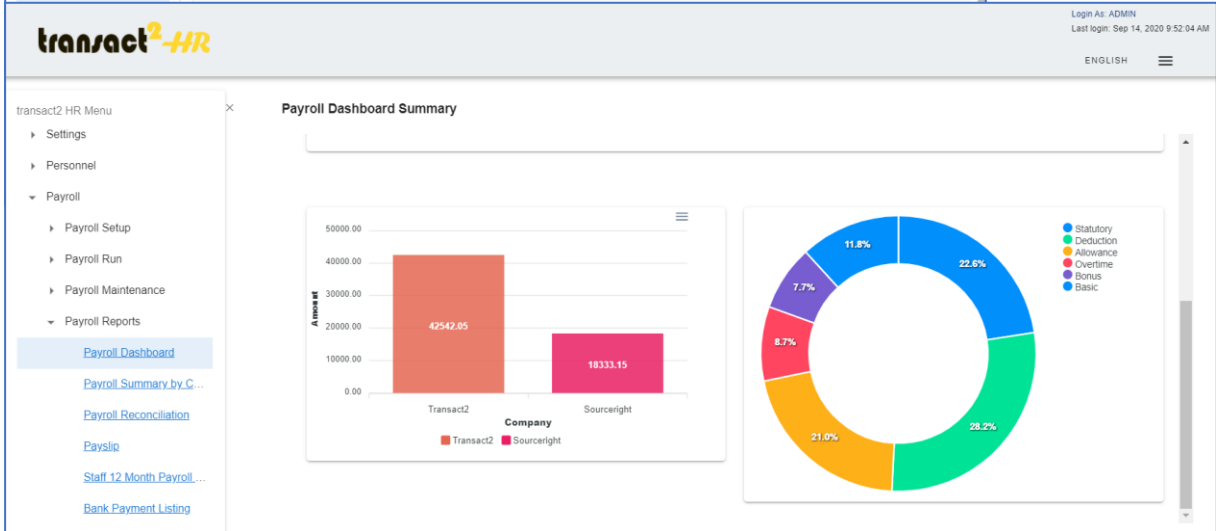 Login As: ADMIN
Last login: Sep 14, 2020 9:52:04 AM
transact2 HR
ENGLISH
transact2 HR Menu
×
Settings
Personnel
Payroll
Payroll Setup
Payroll Run
Payroll Maintenance
Payroll Reports
Payroll Dashboard
Payroll Summary by C...
Payroll Reconciliation
Payslip
Staff 12 Month Payroll ...
Bank Payment Listing
Payroll Dashboard Summary
50000.00
40000.00
30000.00
20000.00
10000.00
0.00
Amount
42542.05
18333.15
Transact2
Sourceright
Company
Transact2 Sourceright
11.8%
22.6%
7.7%
8.7%
21.0%
28.2%
Statutory
Deduction
Allowance
Overtime
Bonus
Basic